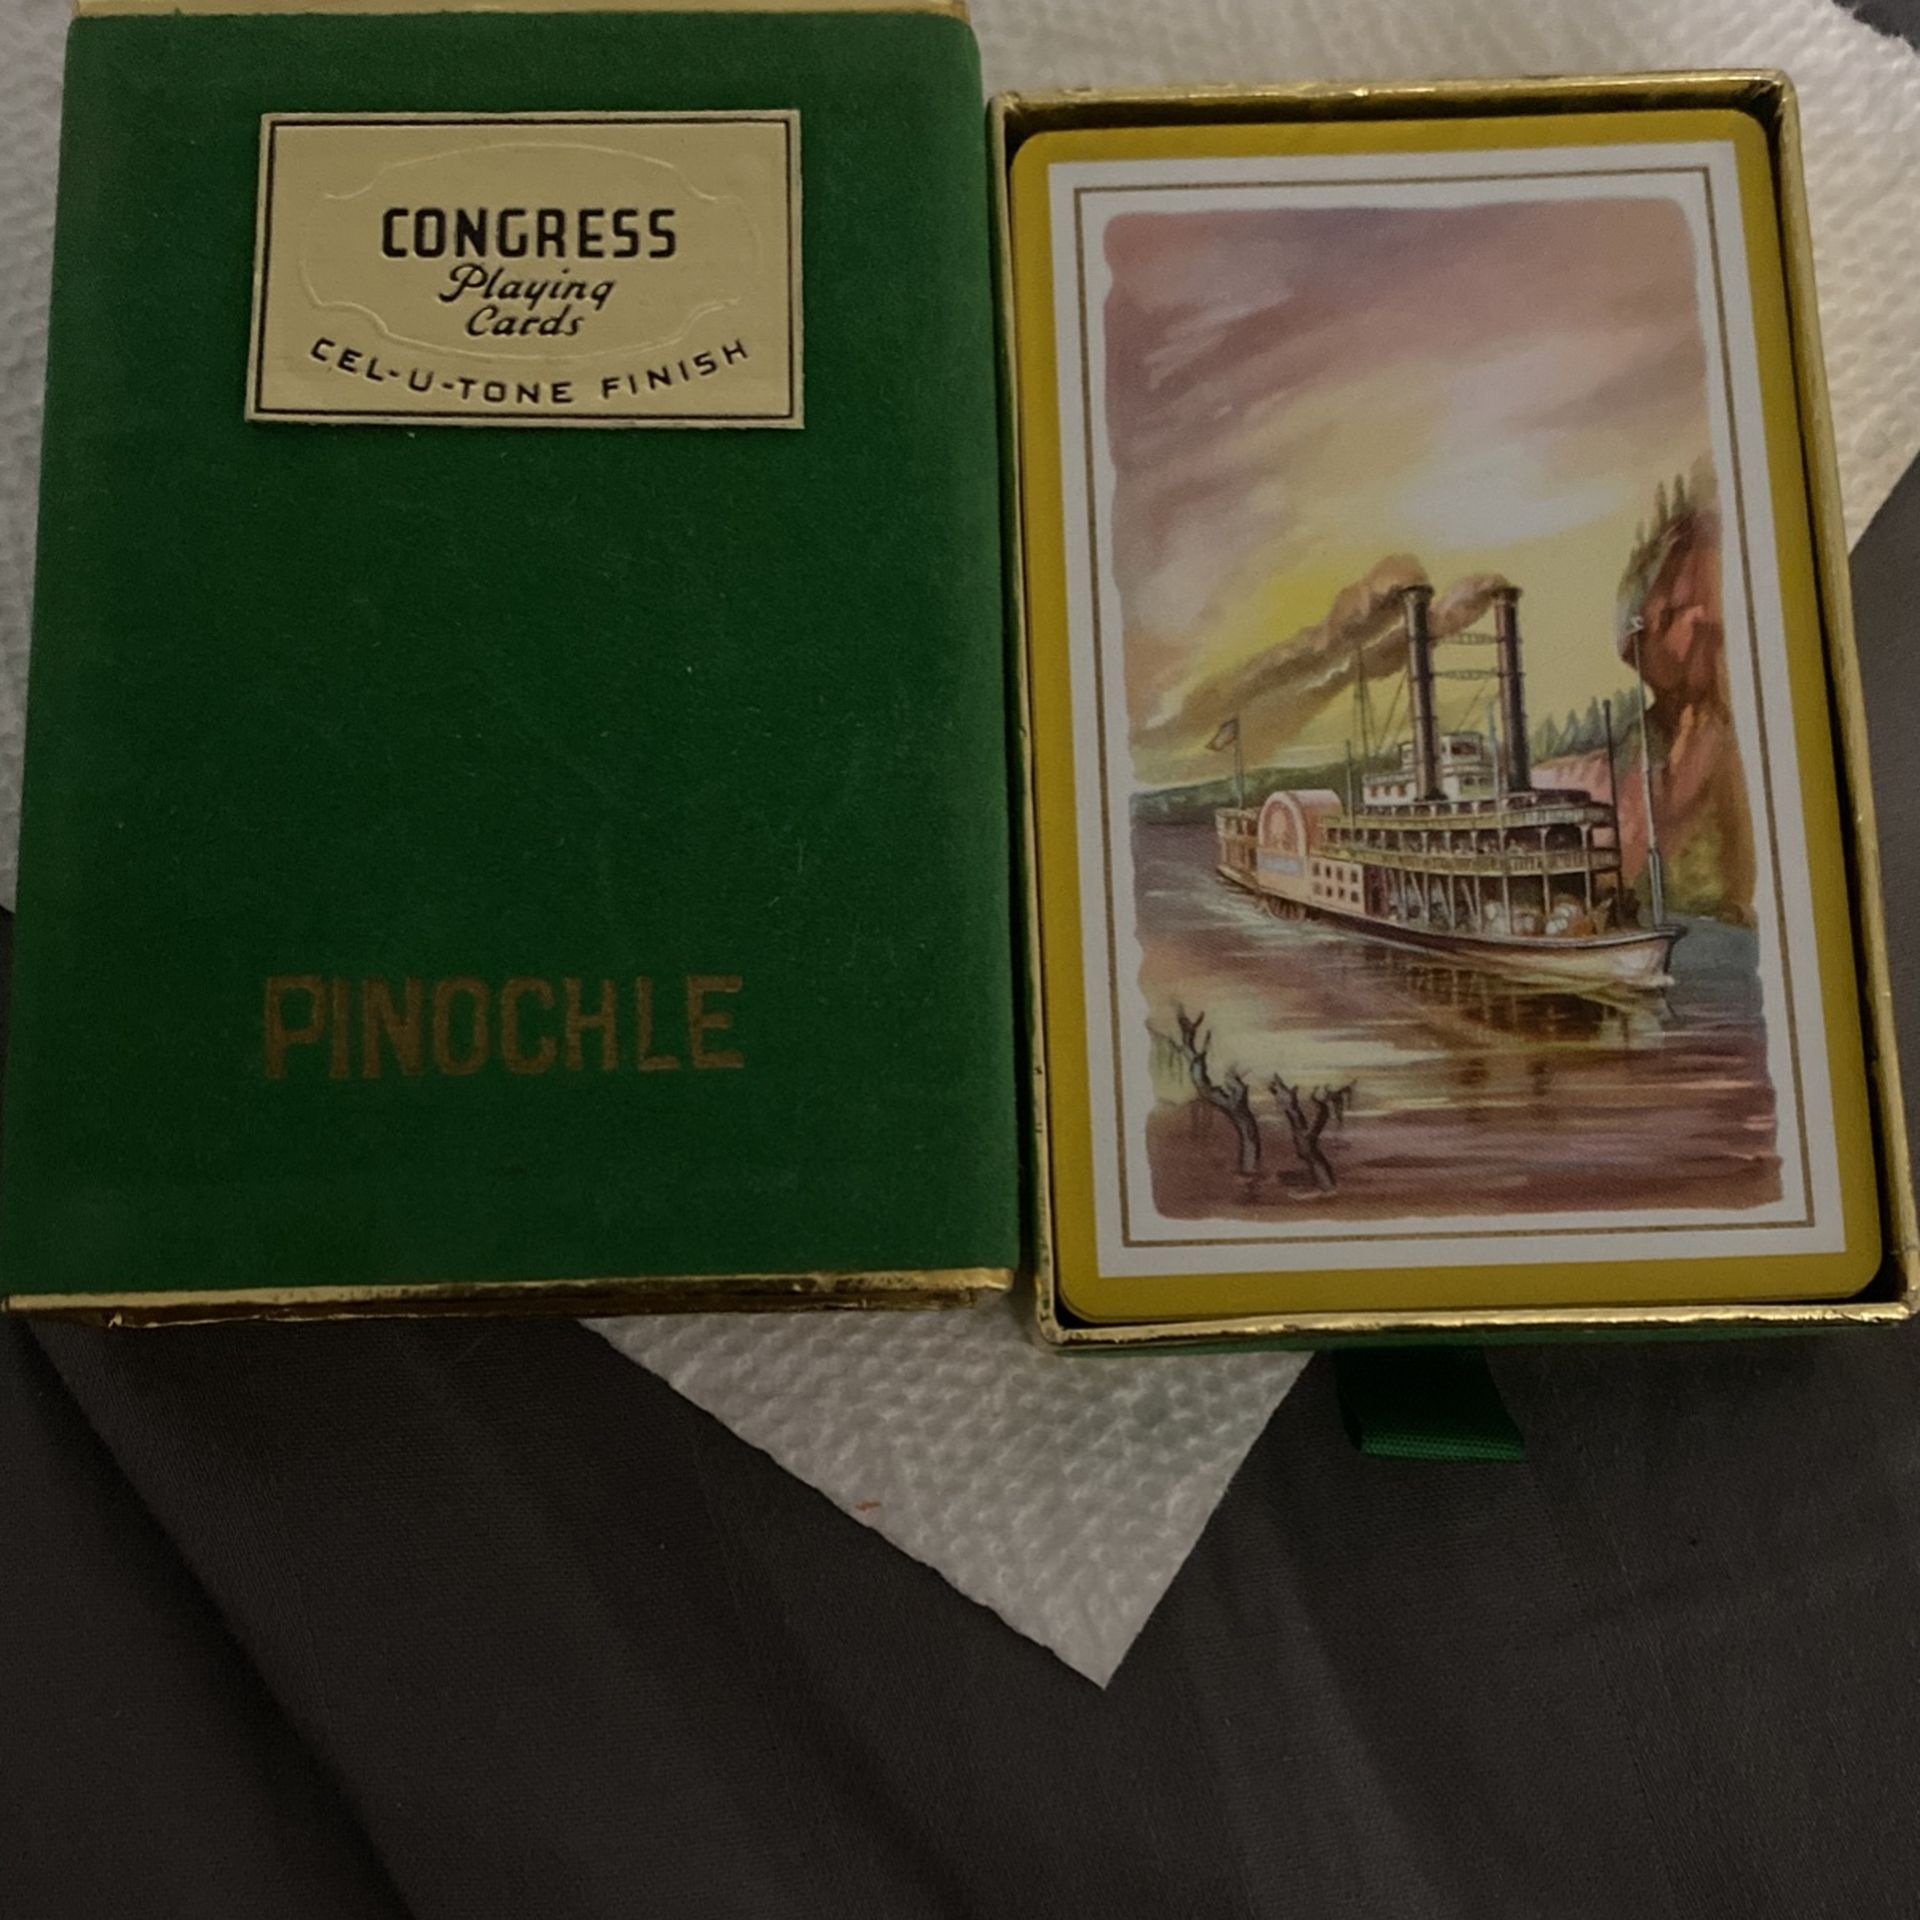 CONGRESS
Playing
Cards
CEL-U-TONE FINISH
PINOCHLE